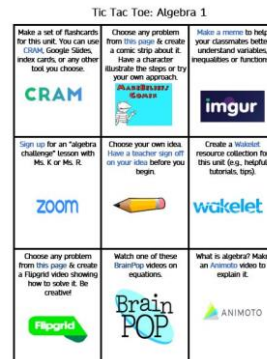 Tic Tac Toe: Algebra 1
Make a set of flashcards
for this unit. You can use
CRAM, Google Slides,
index cards, or any other
tool you choose.
CRAM
Choose any problem
from this page & create
a comic strip about it.
Have a character
illustrate the steps or try
your own approach.
MakeBeliefs
Comix
Make a meme to help
your classmates better
understand variables,
inequalities or functions
imgur
Sign up for an "algebra
challenge" lesson with
Ms. K or Ms. R.
zoom
Choose your own idea.
Have a teacher sign off
on your idea before you
begin.
Create a Wakelet
resource collection for
this unit (e.g., helpful
tutorials, tips).
wakelet
Choose any problem
from this page & create
a Flipgrid video showing
how to solve it. Be
creative!
Flipgrid
Watch one of these
BrainPop videos on
equations.
Brain
POP
What is algebra? Make
an Animoto video to
explain it.
ANIMOTO